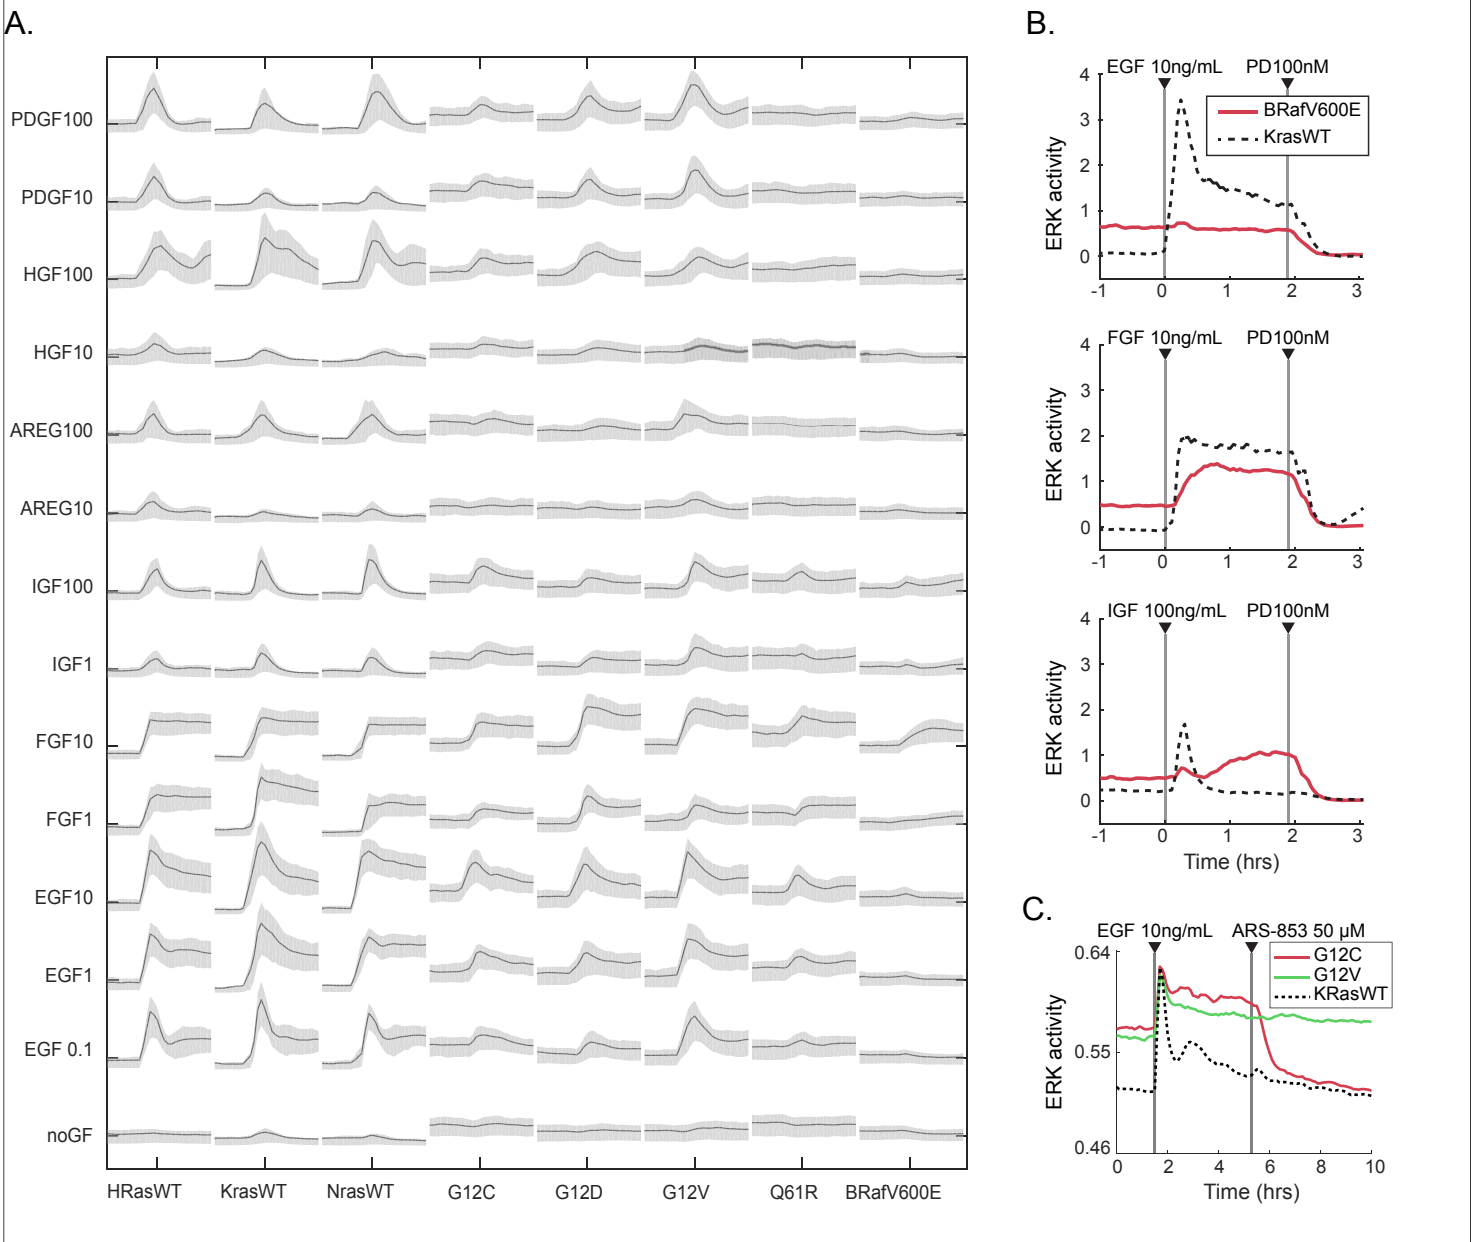 A.
PDGF100
PDGF10
HGF100
HGF10
AREG100
AREG10
IGF100
IGF1
FGF10
FGF1
EGF10
EGF1
EGF 0.1
noGF
HRasWT KrasWT NrasWT G12C G12D G12V Q61R BRafV600E
B.
EGF 10ng/mL PD100nM
BRafV600E
KrasWT
ERK activity
4
3
2
1
0
-1 0 1 2 3
FGF 10ng/mL PD100nM
ERK activity
4
3
2
1
0
-1 0 1 2 3
IGF 100ng/mL PD100nM
ERK activity
4
3
2
1
0
-1 0 1 2 3
Time (hrs)
C.
EGF 10ng/mL ARS-853 50 µM
G12C
G12V
KRasWT
ERK activity
0.64
0.55
0.46
0 2 4 6 8 10
Time (hrs)